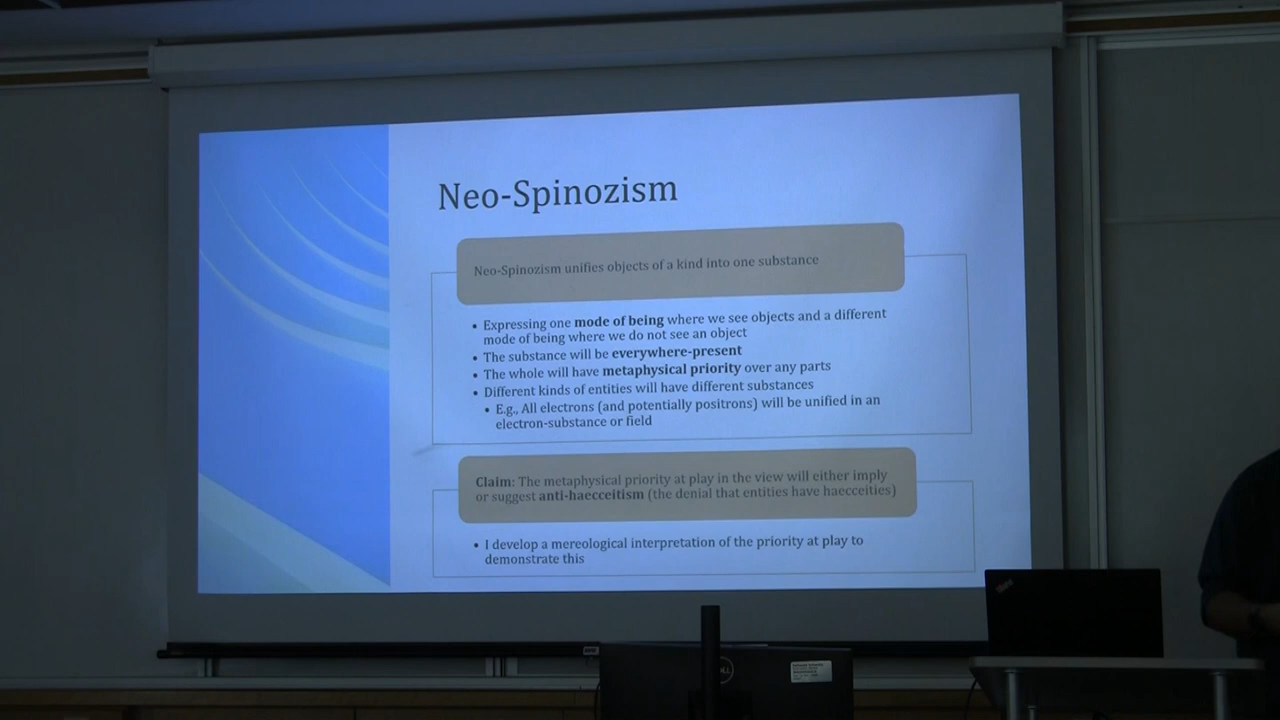 Neo-Spinozism
Neo-Spinozism unifies objects of a kind into one substance
• Expressing one mode of being where we see objects and a different
mode of being where we do not see an object
• The substance will be everywhere-present
• The whole will have metaphysical priority over any parts
• Different kinds of entities will have different substances
• E.g., All electrons (and potentially positrons) will be unified in an
electron-substance or field
Claim: The metaphysical priority at play in the view will either imply
or suggest anti-haecceitism (the denial that entities have haecceities)
• I develop a mereological interpretation of the priority at play to
demonstrate this
DELL